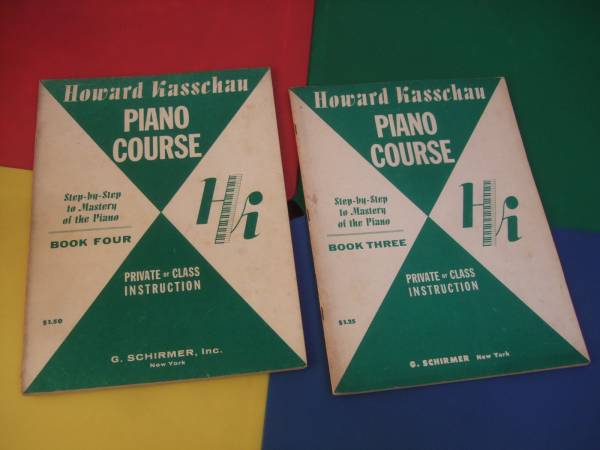 Howard Kasschau
PIANO
COURSE
Step-by-Step
to Mastery
of the Piano
BOOK FOUR
PRIVATE or CLASS
INSTRUCTION
$1.50
G. SCHIRMER, Inc.
New York
Howard Kasschau
PIANO
COURSE
Step-by-Step
to Mastery
of the Piano
BOOK THREE
PRIVATE or CLASS
INSTRUCTION
$1.25
G. SCHIRMER New York